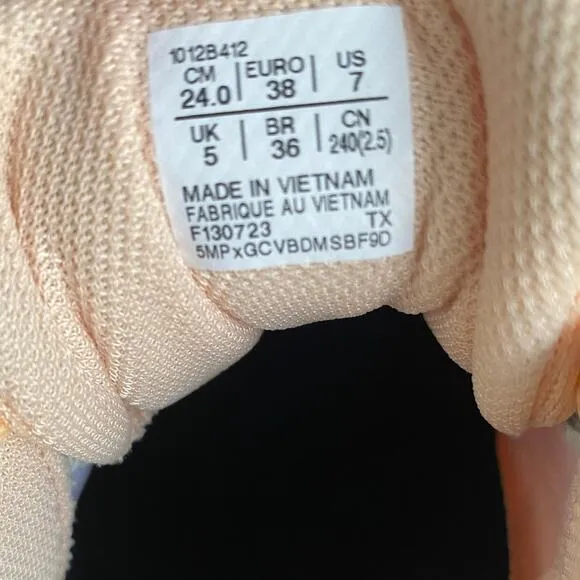 1012B412
CM | EURO | US
24.0 | 38 | 7
UK | BR | CN
5 | 36 | 240(2.5)
MADE IN VIETNAM
FABRIQUE AU VIETNAM
F130723 TX
5MPxGCVBDMSBF9D